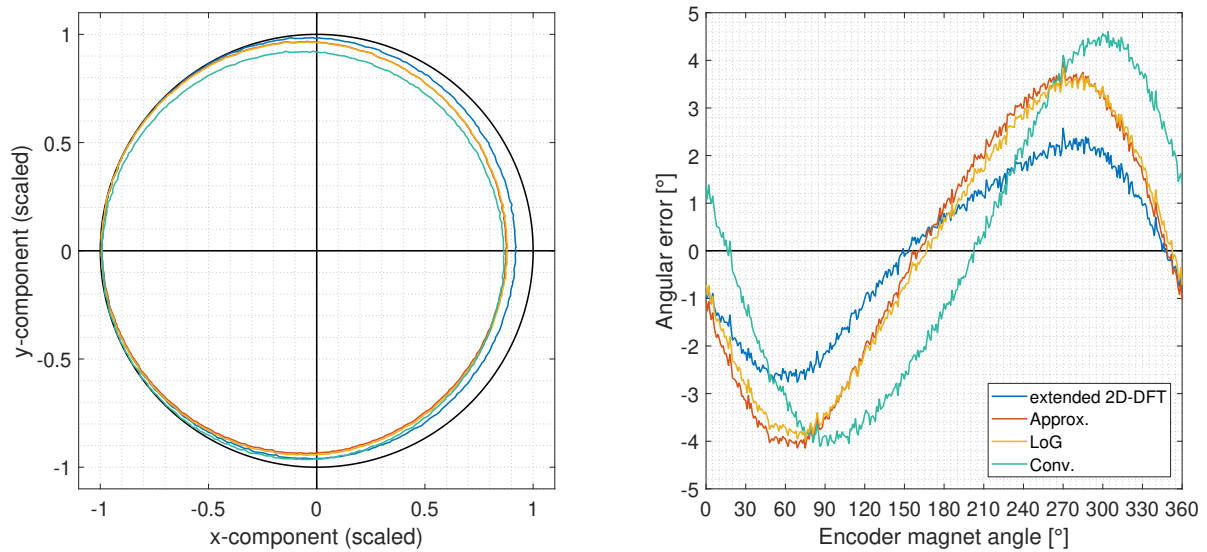 1
0.5
0
-0.5
-1
-1 -0.5 0 0.5 1
x-component (scaled)
y-component (scaled)
5
4
3
2
1
0
-1
-2
-3
-4
-5
0 30 60 90 120 150 180 210 240 270 300 330 360
Encoder magnet angle [°]
Angular error [°]
extended 2D-DFT
Approx.
LoG
Conv.